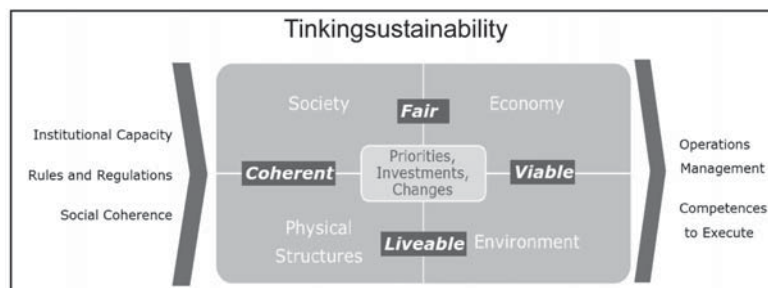 Tinkingsustainability
Society
Fair
Economy
Institutional Capacity
Rules and Regulations
Social Coherence
Coherent
Priorities,
Investments,
Changes
Viable
Operations
Management
Competences
to Execute
Physical
Structures
Liveable
Environment